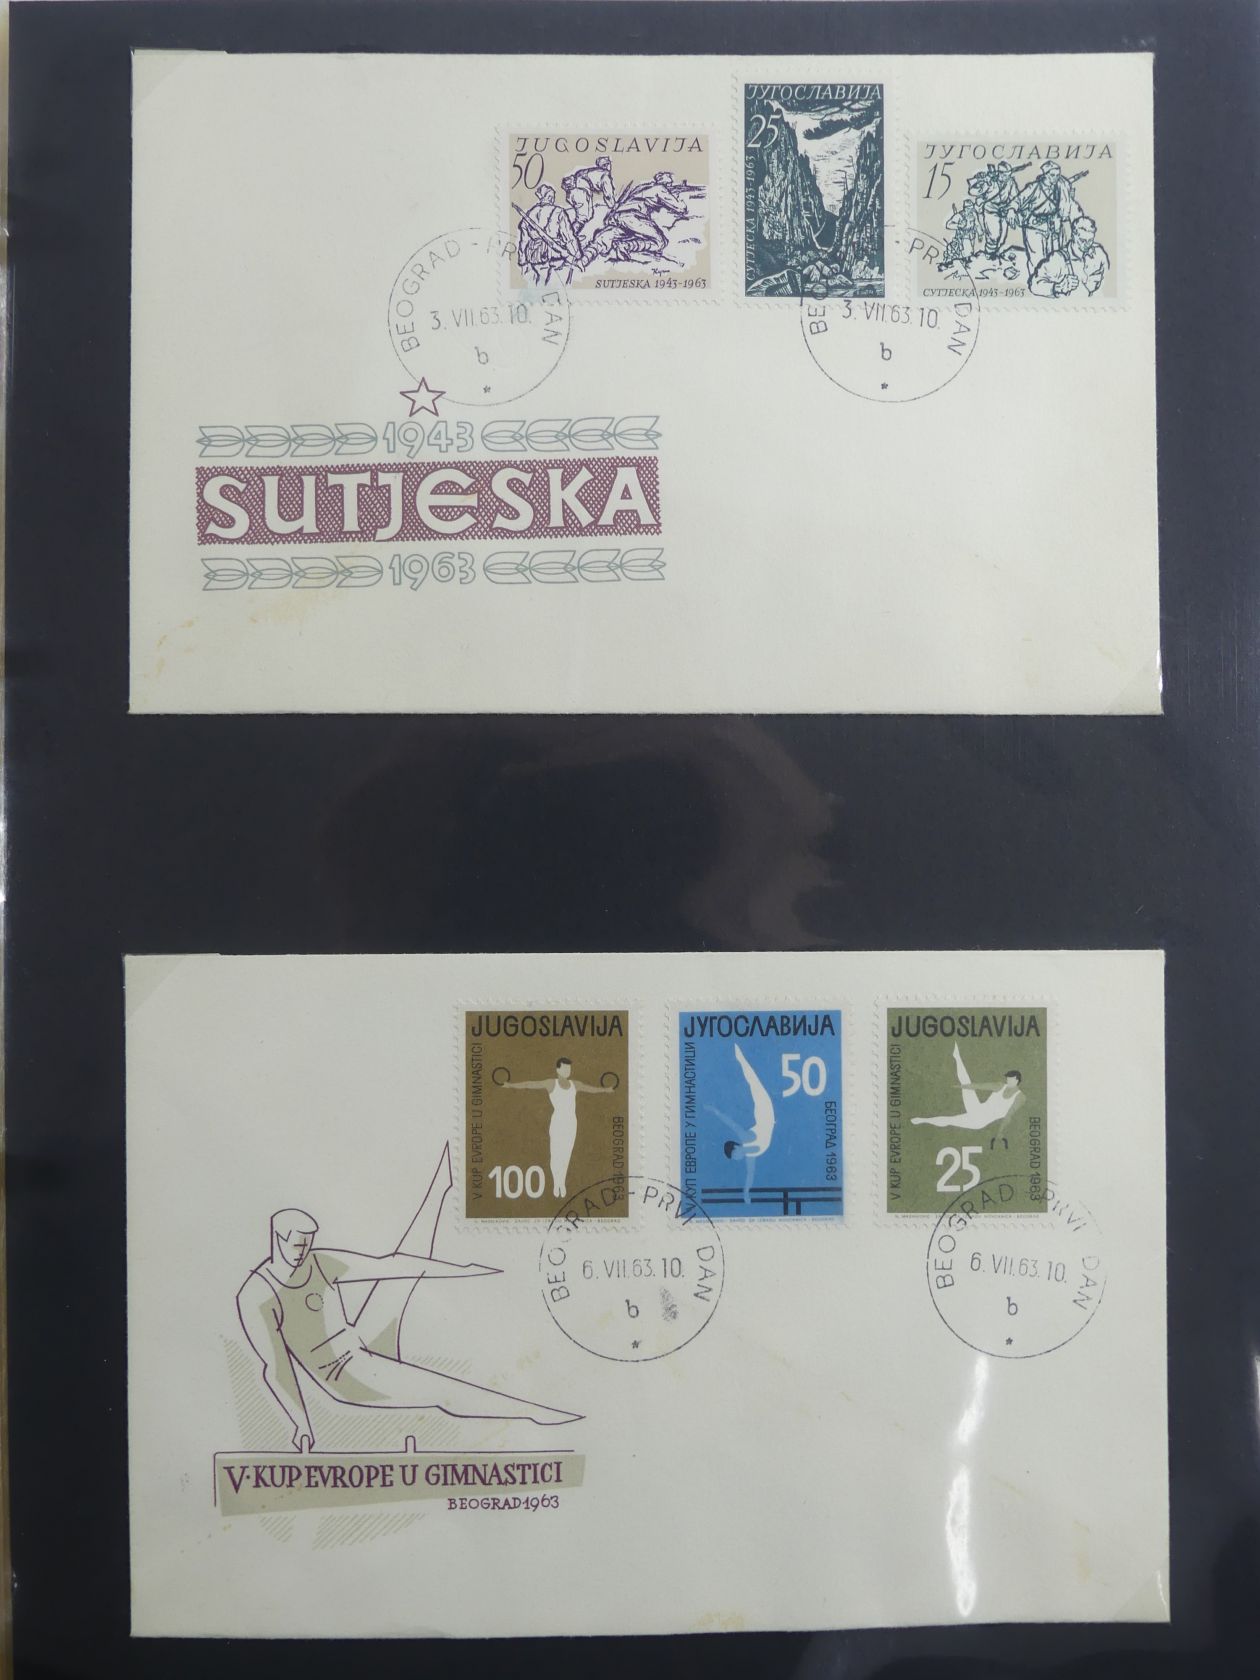 JUGOSLAVIJA
50
SUTJESKA 1943-1963
ЈУГОСЛАВИЈА
25
СУТЈЕСКА 1943-1963
ЈУГОСЛАВИЈА
15
СУТЈЕСКА 1943-1963
BEOGRAD - PRVI DAN
3. VII.63.10.
b
BEOGRAD - PRVI DAN
3. VII.63.10.
b
1943
SUTJESKA
1963
JUGOSLAVIJA
V KUP EVROPE U GIMNASTICI
BEOGRAD 1963
100
ЈУГОСЛАВИЈА
50
V КУП ЕВРОПЕ У ГИМНАСТИЦИ
БЕОГРАД 1963
JUGOSLAVIJA
V KUP EVROPE U GIMNASTICI
BEOGRAD 1963
25
BEOGRAD - PRVI DAN
6. VII.63.10.
b
BEOGRAD - PRVI DAN
6. VII.63.10.
b
V·KUP EVROPE U GIMNASTICI
BEOGRAD 1963